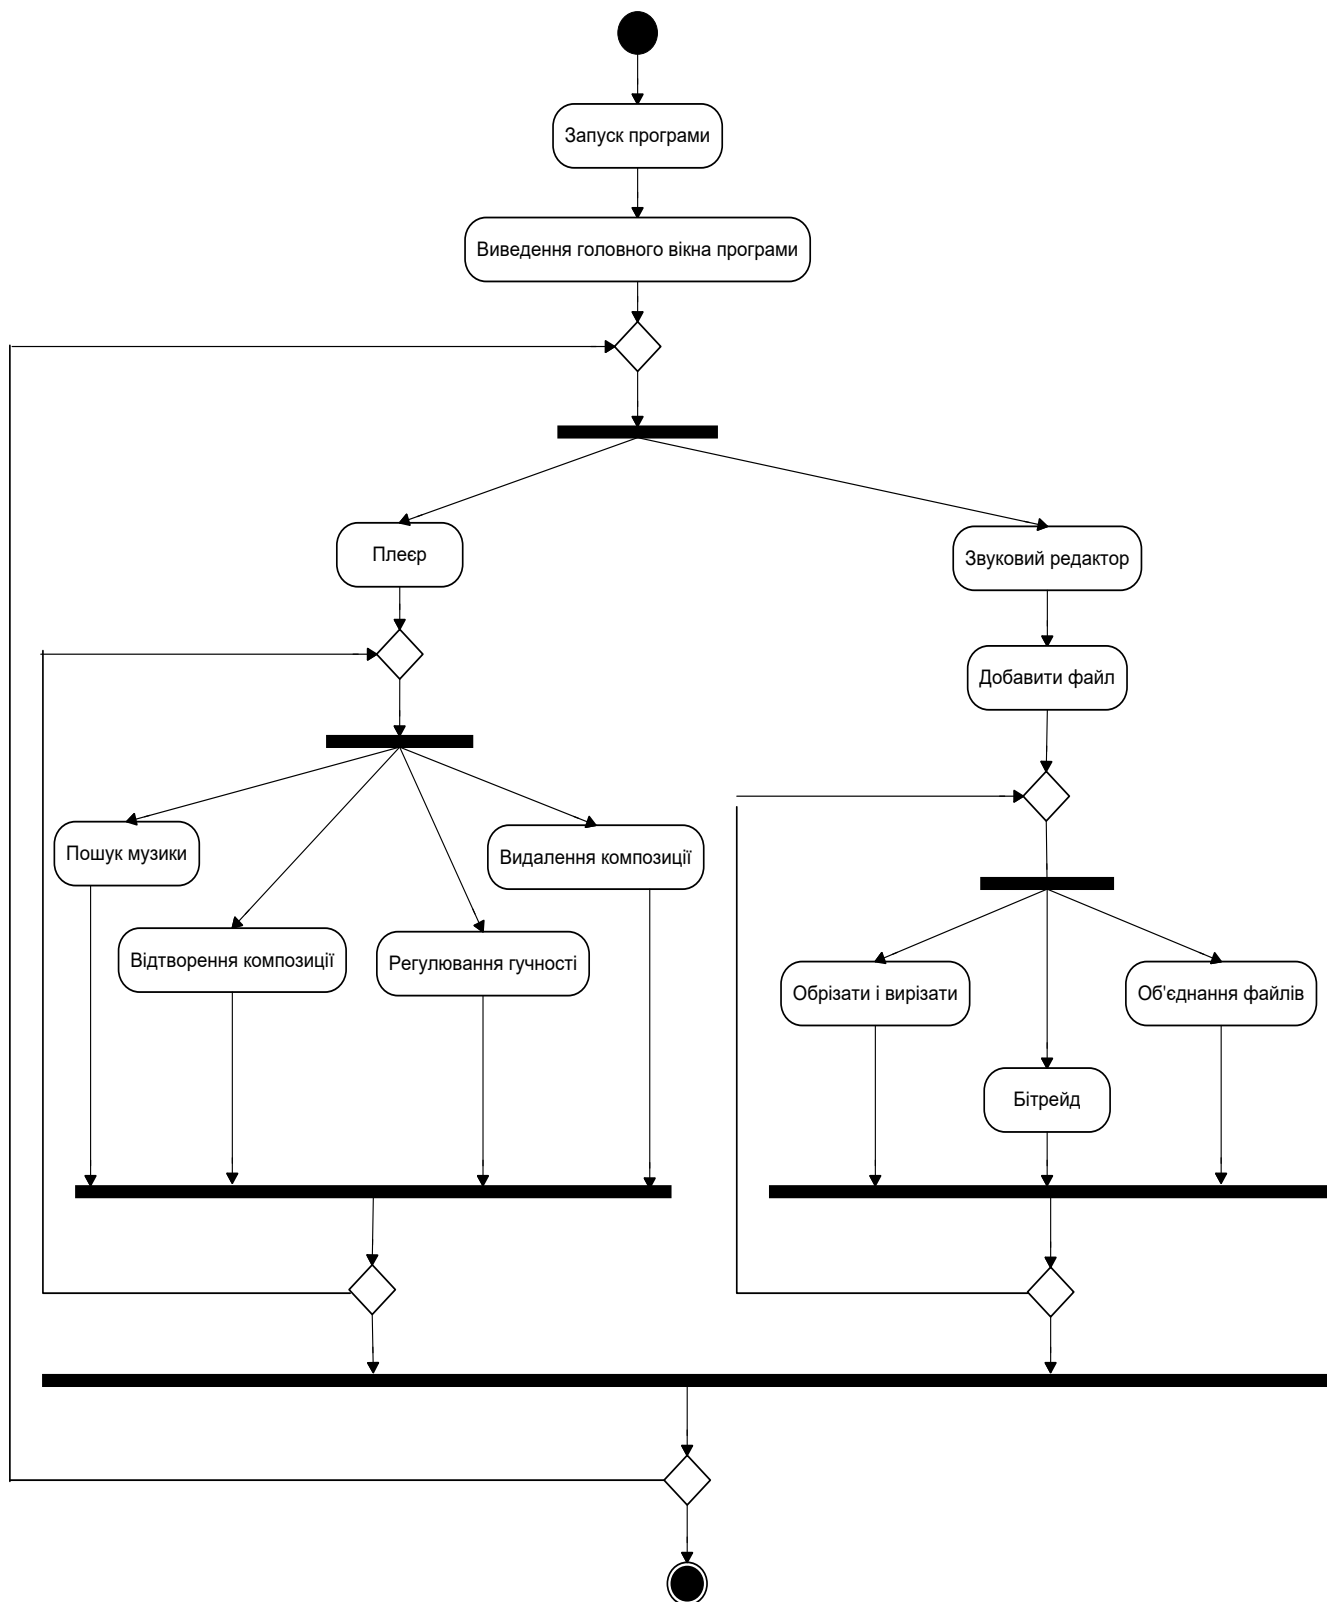 Запуск програми
Виведення головного вікна програми
Плеєр
Звуковий редактор
Добавити файл
Пошук музики
Видалення композиції
Відтворення композиції
Регулювання гучності
Обрізати і вирізати
Об'єднання файлів
Бітрейд